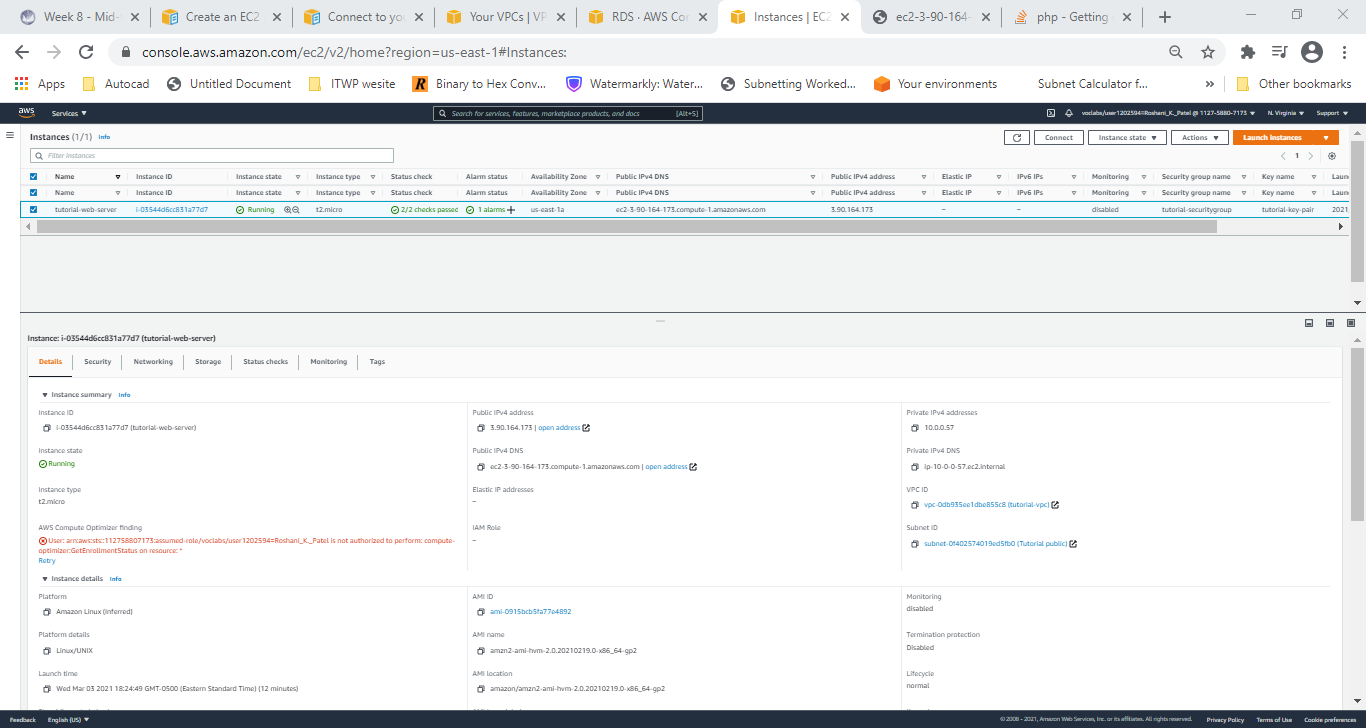 Week 8 - Mid-
Create an EC2
Connect to yo
Your VPCs | VP
RDS · AWS Co
Instances | EC2
ec2-3-90-164-
php - Getting
console.aws.amazon.com/ec2/v2/home?region=us-east-1#Instances:
Apps
Autocad
Untitled Document
ITWP wesite
Binary to Hex Conv...
Watermarkly: Water...
Subnetting Worked...
Your environments
Subnet Calculator f...
»
Other bookmarks
aws
Services
Search for services, features, marketplace products, and docs
[Alt+S]
voclabs/user1202594=Roshani_K._Patel @ 1127-5880-7173
N. Virginia
Support
Instances (1/1) Info
Connect
Instance state
Actions
Launch instances
Filter instances
1
Name Instance ID Instance state Instance type Status check Alarm status Availability Zone Public IPv4 DNS Public IPv4 address Elastic IP IPv6 IPs Monitoring Security group name Key name Laun
Name Instance ID Instance state Instance type Status check Alarm status Availability Zone Public IPv4 DNS Public IPv4 address Elastic IP IPv6 IPs Monitoring Security group name Key name Laun
tutorial-web-server i-03544d6cc831a77d7 Running t2.micro 2/2 checks passed 1 alarms + us-east-1a ec2-3-90-164-173.compute-1.amazonaws.com 3.90.164.173 – – disabled tutorial-securitygroup tutorial-key-pair 2021
Instance: i-03544d6cc831a77d7 (tutorial-web-server)
Details Security Networking Storage Status checks Monitoring Tags
Instance summary Info
Instance ID
i-03544d6cc831a77d7 (tutorial-web-server)
Public IPv4 address
3.90.164.173 | open address
Private IPv4 addresses
10.0.0.57
Instance state
Running
Public IPv4 DNS
ec2-3-90-164-173.compute-1.amazonaws.com | open address
Private IPv4 DNS
ip-10-0-0-57.ec2.internal
Instance type
t2.micro
Elastic IP addresses
–
VPC ID
vpc-0db935ee1dbe855c8 (tutorial-vpc)
AWS Compute Optimizer finding
User: arn:aws:sts::112758807173:assumed-role/voclabs/user1202594=Roshani_K._Patel is not authorized to perform: compute-
optimizer:GetEnrollmentStatus on resource: *
Retry
IAM Role
–
Subnet ID
subnet-0f402574019ed5fb0 (Tutorial public)
Instance details Info
Platform
Amazon Linux (Inferred)
AMI ID
ami-0915bcb5fa77e4892
Monitoring
disabled
Platform details
Linux/UNIX
AMI name
amzn2-ami-hvm-2.0.20210219.0-x86_64-gp2
Termination protection
Disabled
Launch time
Wed Mar 03 2021 18:24:49 GMT-0500 (Eastern Standard Time) (12 minutes)
AMI location
amazon/amzn2-ami-hvm-2.0.20210219.0-x86_64-gp2
Lifecycle
normal
Feedback
English (US)
© 2008 - 2021, Amazon Web Services, Inc. or its affiliates. All rights reserved.
Privacy Policy
Terms of Use
Cookie preferences